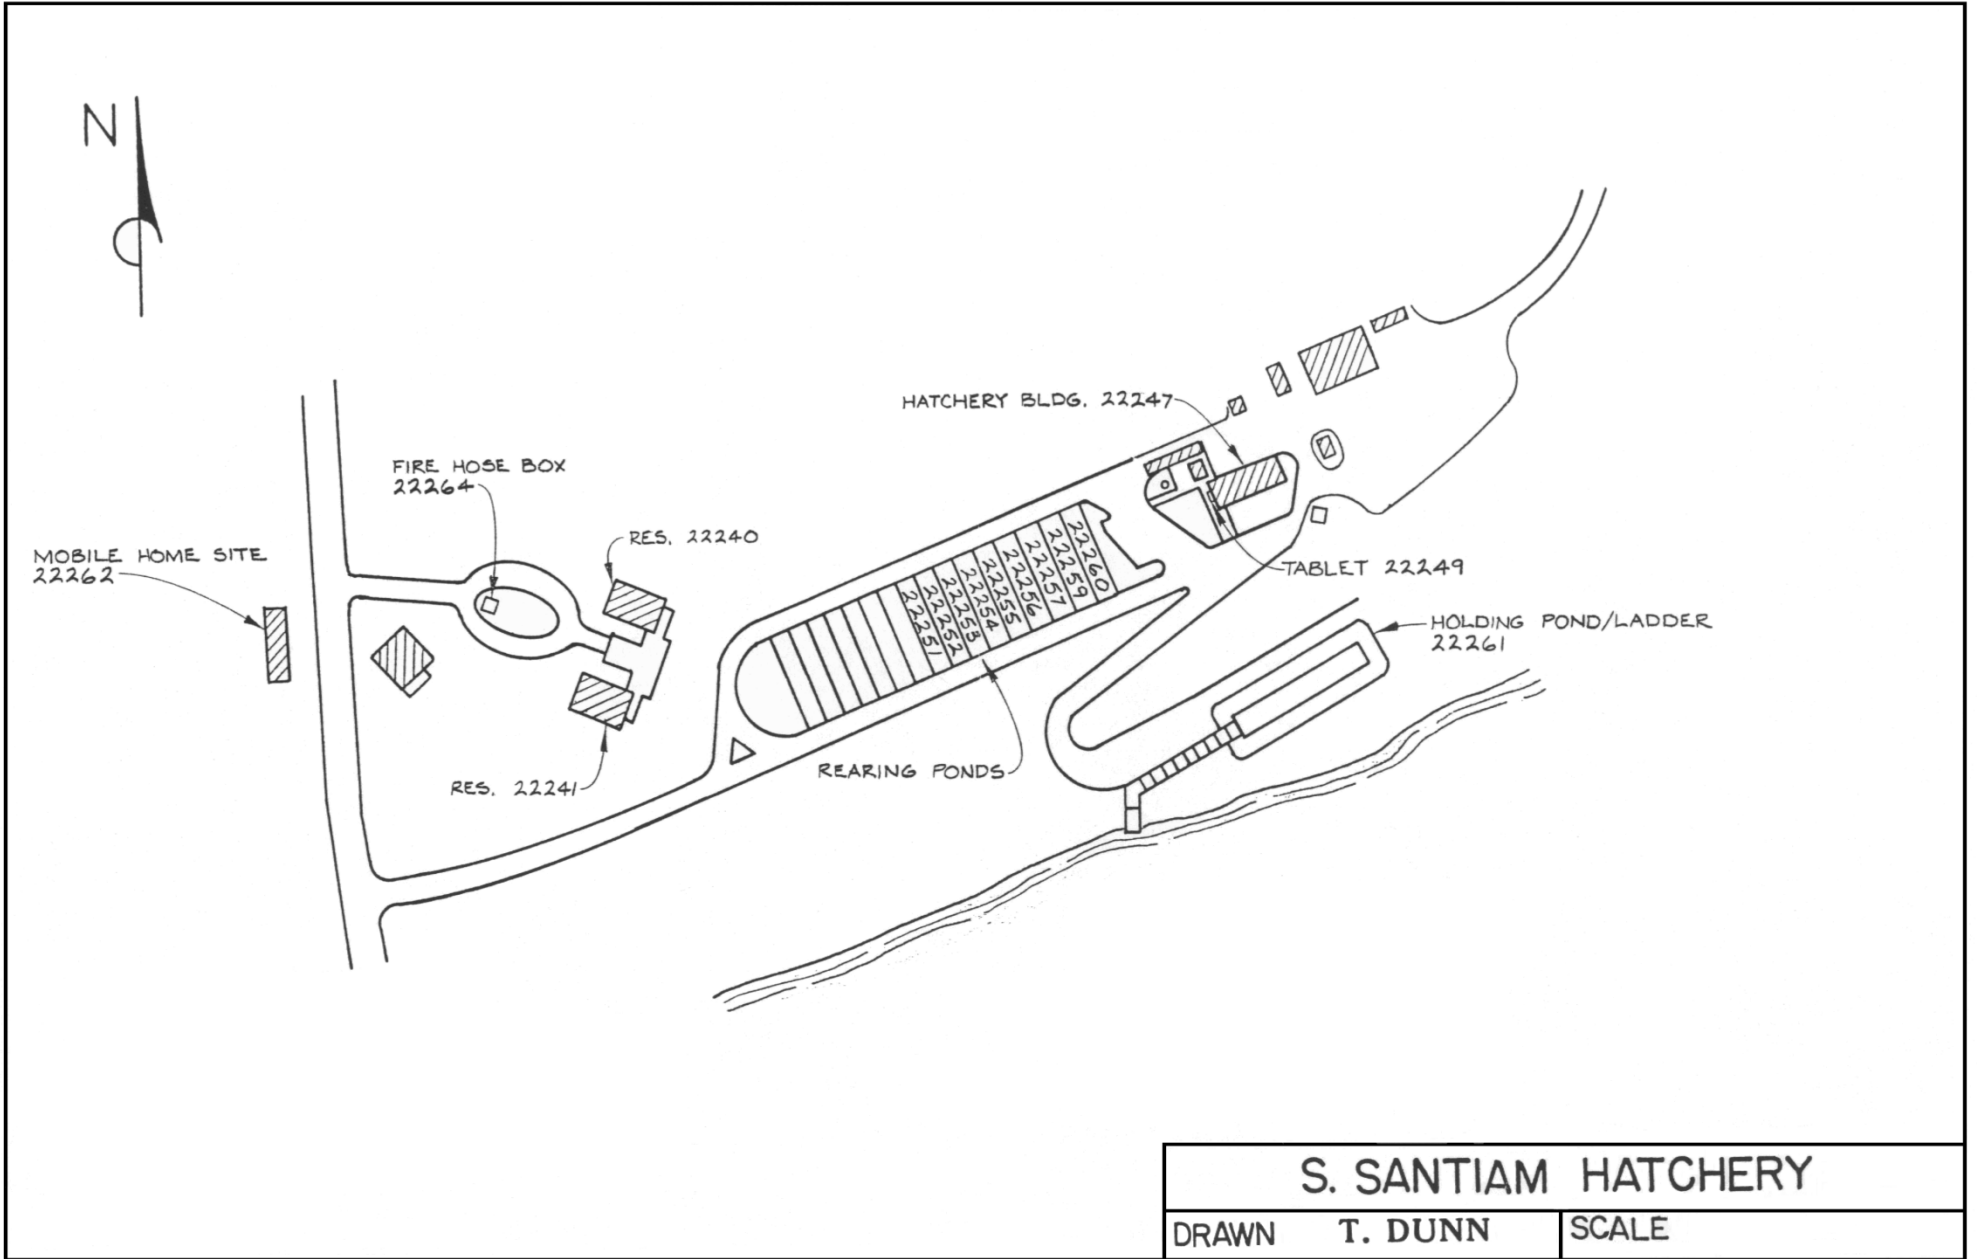 N
HATCHERY BLDG. 22247
FIRE HOSE BOX
22264
RES. 22240
MOBILE HOME SITE
22262
TABLET 22249
22251
22252
22253
22254
22255
22256
22257
22259
22260
HOLDING POND/LADDER
22261
REARING PONDS
RES. 22241
S. SANTIAM HATCHERY
DRAWN T. DUNN
SCALE